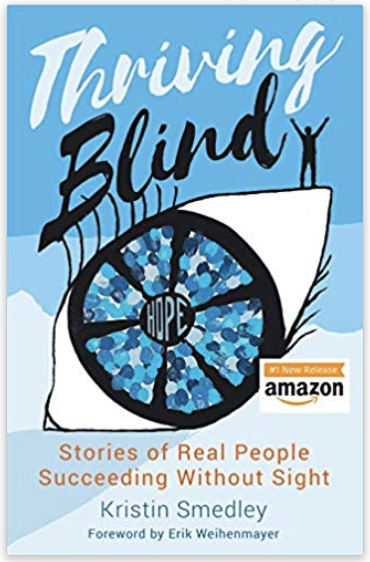 Thriving
Blind
HOPE
#1 New Release
amazon
Stories of Real People
Succeeding Without Sight
Kristin Smedley
Foreword by Erik Weihenmayer